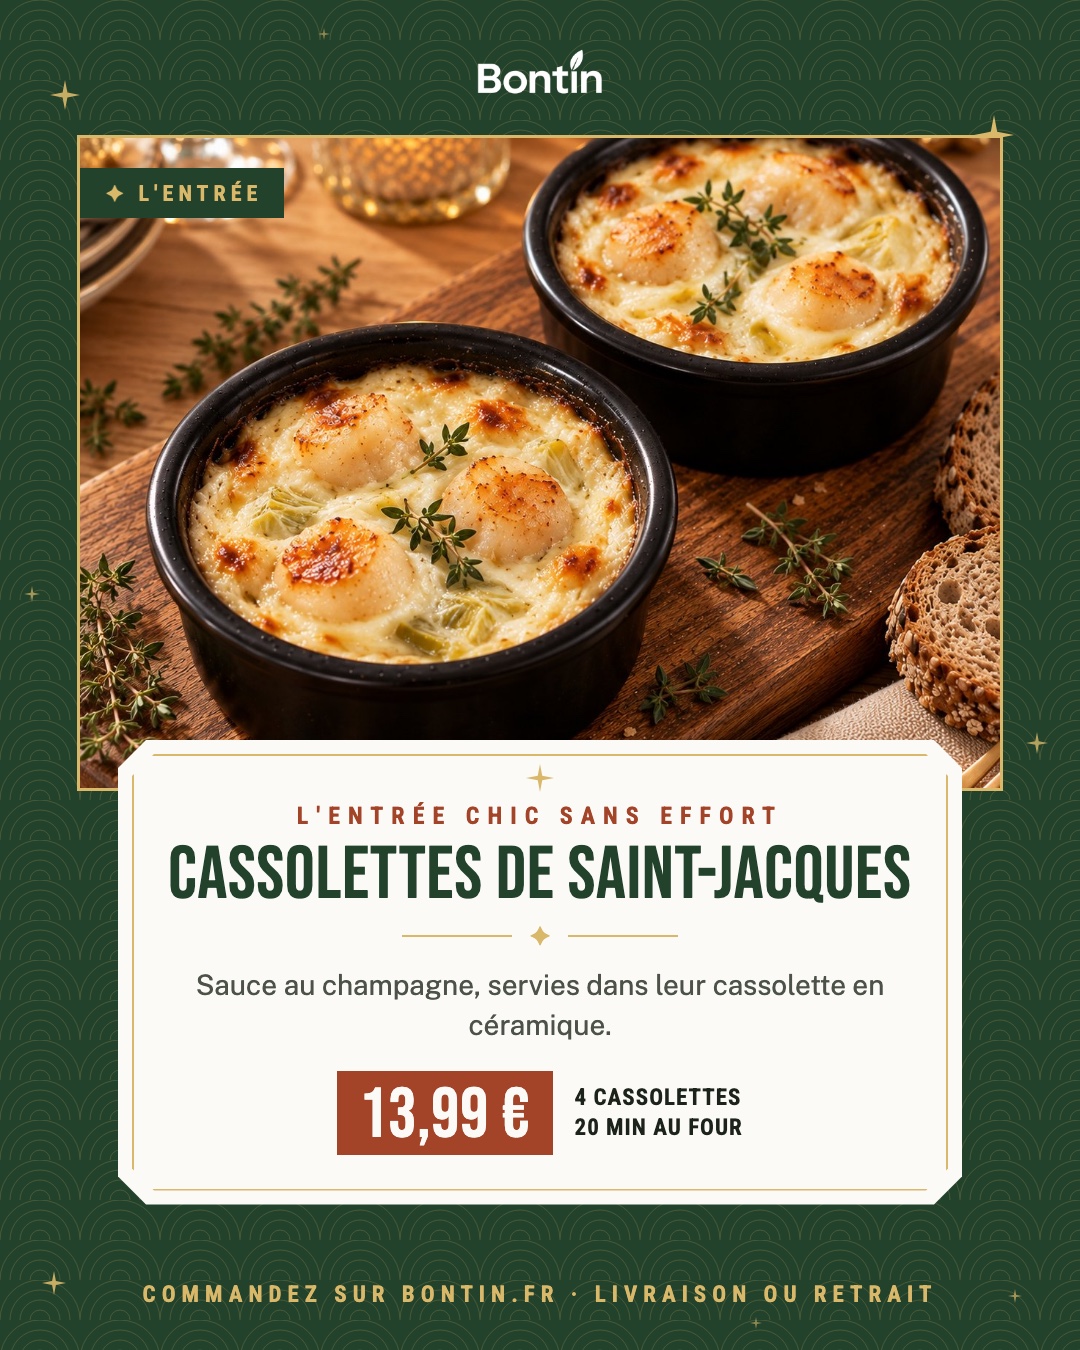 Bontin
L'ENTRÉE
L'ENTRÉE CHIC SANS EFFORT
CASSOLETTES DE SAINT-JACQUES
Sauce au champagne, servies dans leur cassolette en
céramique.
13,99 €
4 CASSOLETTES
20 MIN AU FOUR
COMMANDEZ SUR BONTIN.FR · LIVRAISON OU RETRAIT